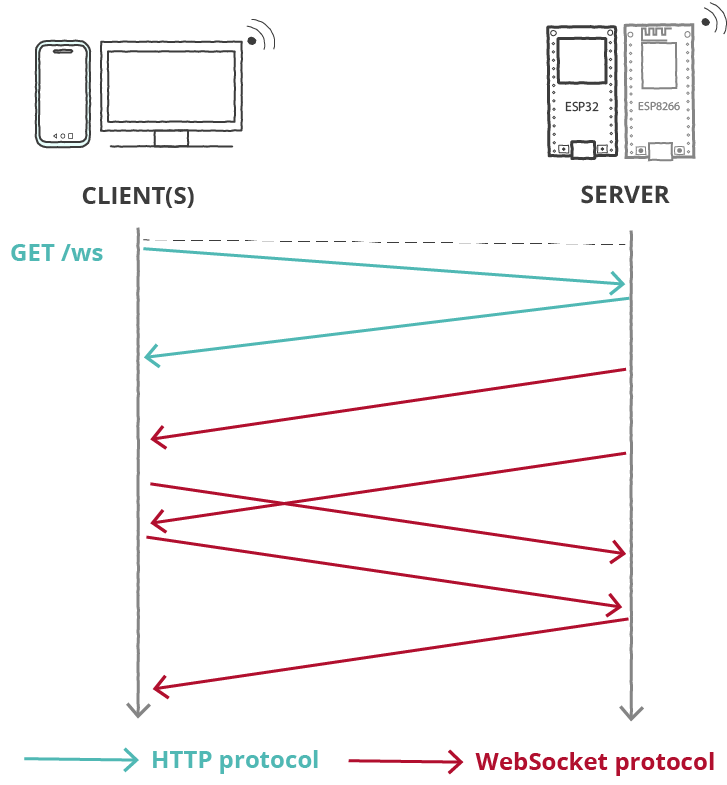 ESP32
ESP8266
CLIENT(S)
SERVER
GET /ws
HTTP protocol
WebSocket protocol